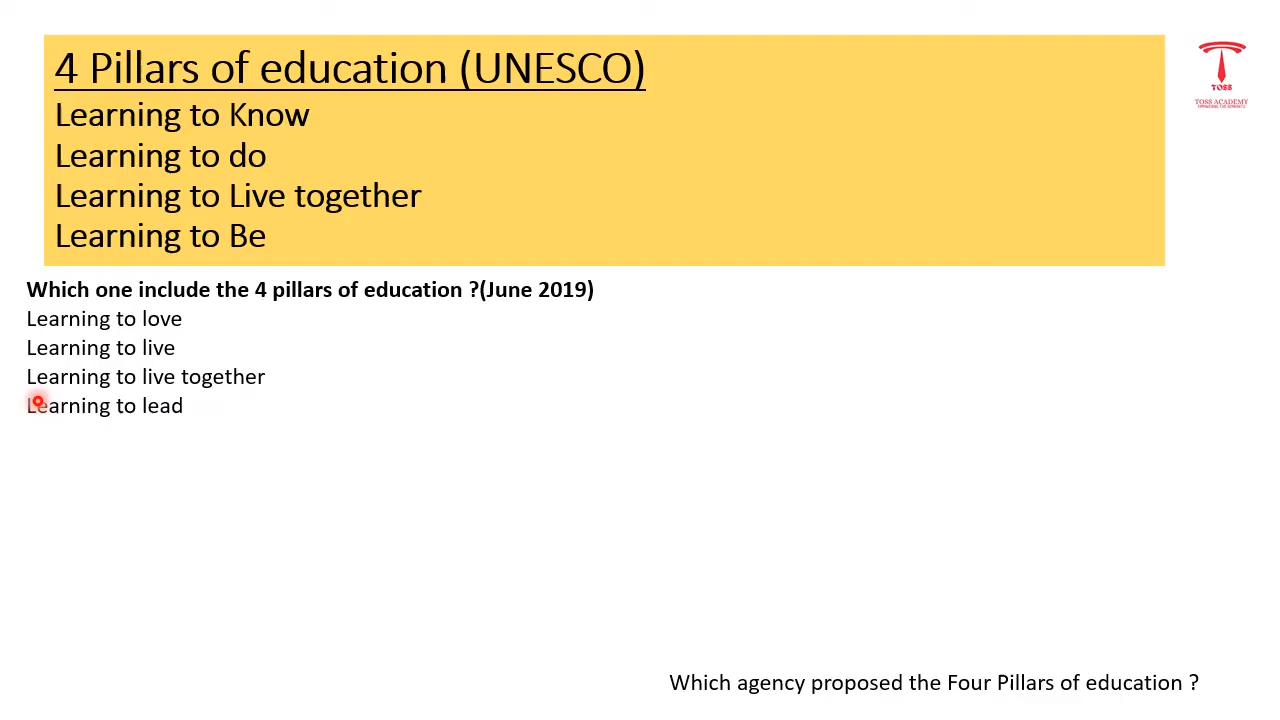 4 Pillars of education (UNESCO)
Learning to Know
Learning to do
Learning to Live together
Learning to Be
TOSS
TOSS ACADEMY
Which one include the 4 pillars of education ?(June 2019)
Learning to love
Learning to live
Learning to live together
Learning to lead
Which agency proposed the Four Pillars of education ?